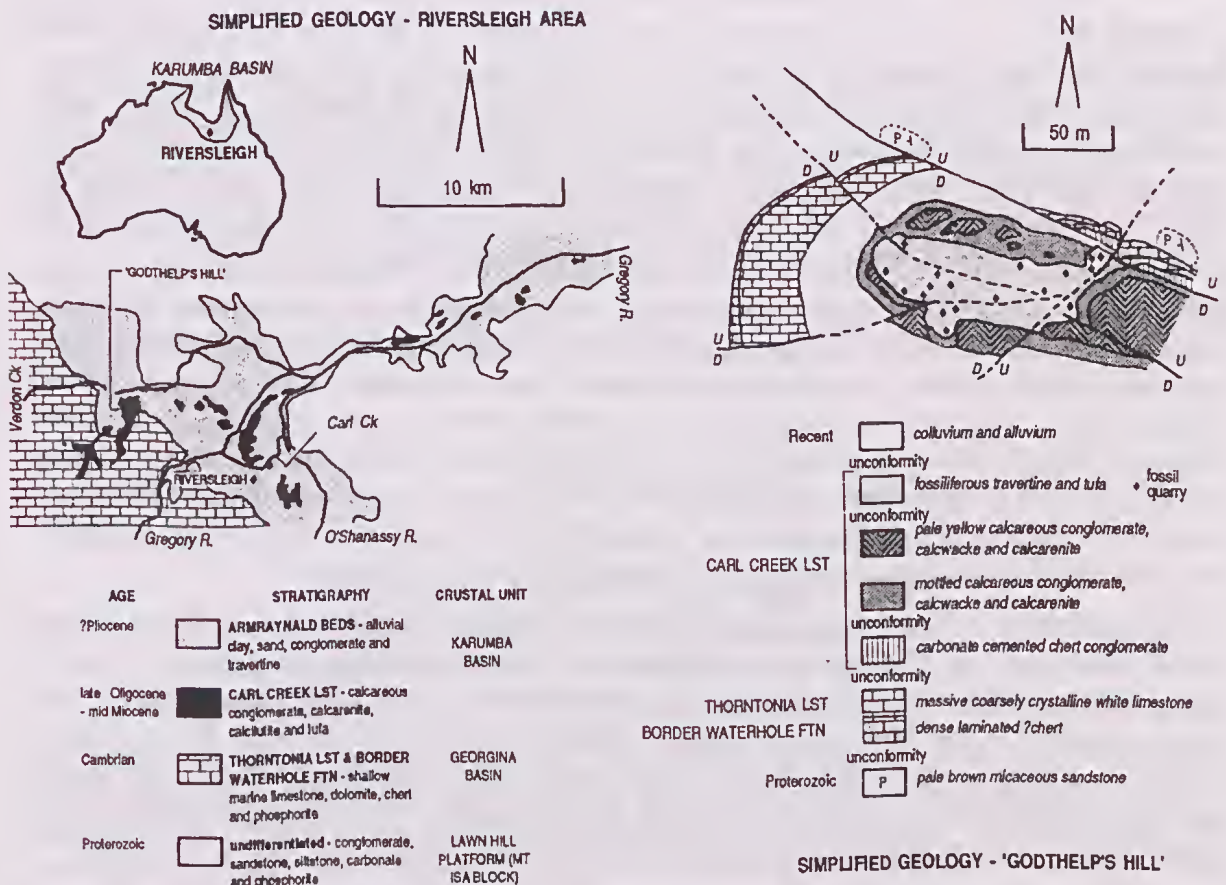 SIMPLIFIED GEOLOGY - RIVERSLEIGH AREA
KARUMBA BASIN
RIVERSLEIGH
N
10 km
'GODTHELP'S HILL'
Verdon Ck
Gregory R.
Carl Ck
RIVERSLEIGH
Gregory R.
O'Shanassy R.
AGE STRATIGRAPHY CRUSTAL UNIT
?Pliocene
ARMRAYNALD BEDS - alluvial
clay, sand, conglomerate and
travertine
KARUMBA
BASIN
late Oligocene
- mid Miocene
CARL CREEK LST - calcareous
conglomerate, calcarenite,
calcilutite and tufa
Cambrian
THORNTONIA LST & BORDER
WATERHOLE FTN - shallow
marine limestone, dolomite, chert
and phosphorite
GEORGINA
BASIN
Proterozoic
undifferentiated - conglomerate,
sandstone, siltstone, carbonate
and phosphorite
LAWN HILL
PLATFORM (MT
ISA BLOCK)
N
50 m
P
U
D
U
D
U
D
P
U
D
U
D
D
U
U
D
Recent
colluvium and alluvium
unconformity
fossiliferous travertine and tufa
fossil
quarry
unconformity
pale yellow calcareous conglomerate,
calcwacke and calcarenite
CARL CREEK LST
mottled calcareous conglomerate,
calcwacke and calcarenite
unconformity
carbonate cemented chert conglomerate
unconformity
THORNTONIA LST
massive coarsely crystalline white limestone
BORDER WATERHOLE FTN
dense laminated ?chert
unconformity
Proterozoic
P
pale brown micaceous sandstone
SIMPLIFIED GEOLOGY - 'GODTHELP'S HILL'